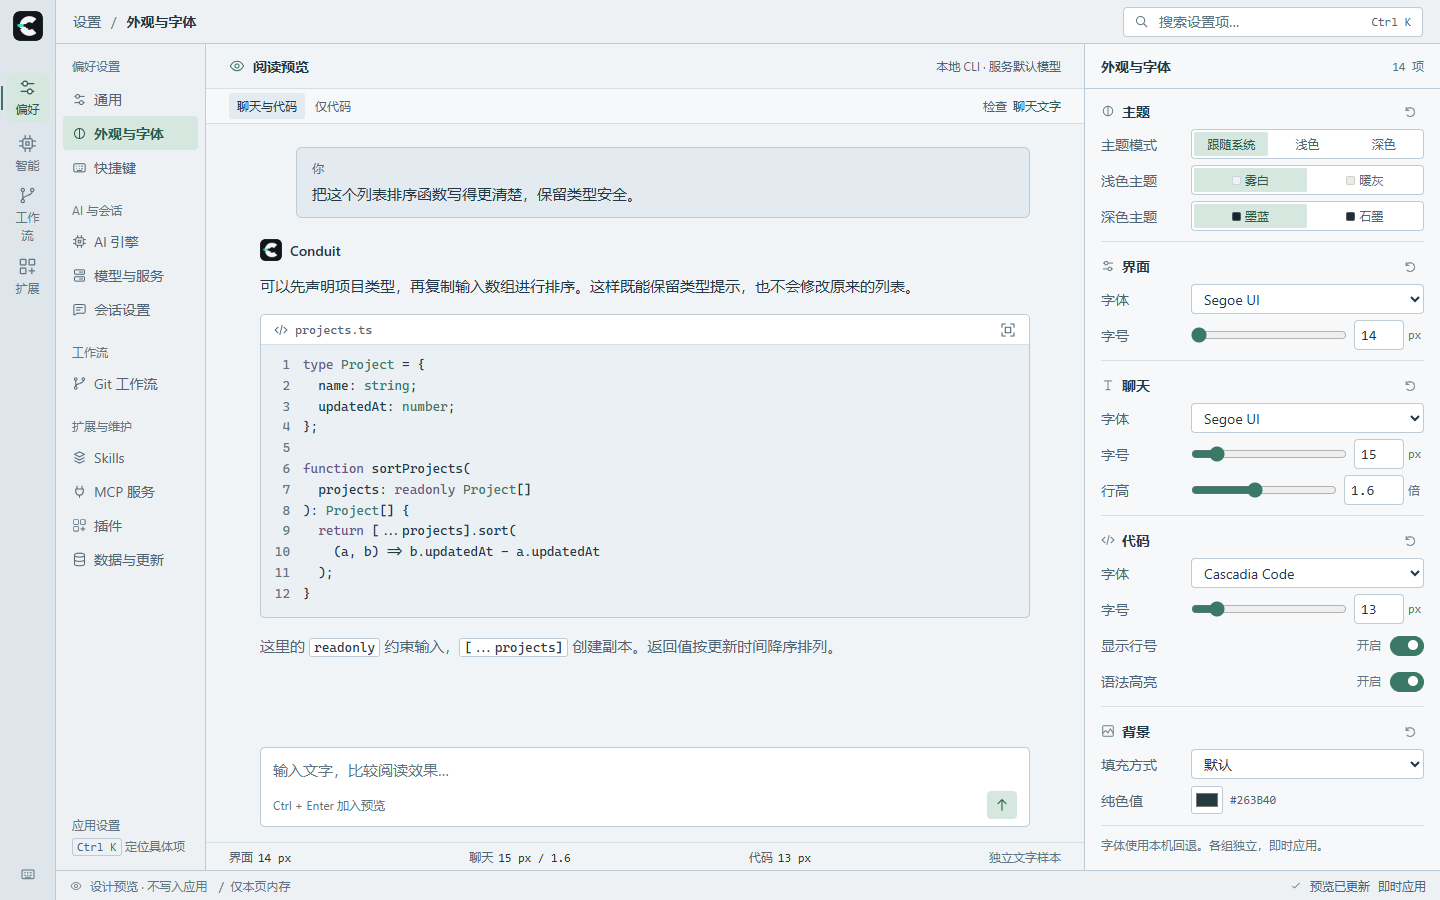 设置 / 外观与字体
搜索设置项... Ctrl K
偏好
智能
工作
流
扩展
偏好设置
通用
外观与字体
快捷键
AI 与会话
AI 引擎
模型与服务
会话设置
工作流
Git 工作流
扩展与维护
Skills
MCP 服务
插件
数据与更新
应用设置
Ctrl K 定位具体项
阅读预览
本地 CLI · 服务默认模型
聊天与代码 仅代码
检查 聊天文字
你
把这个列表排序函数写得更清楚，保留类型安全。
Conduit
可以先声明项目类型，再复制输入数组进行排序。这样既能保留类型提示，也不会修改原来的列表。
</> projects.ts
1 type Project = {
2   name: string;
3   updatedAt: number;
4 };
5
6 function sortProjects(
7   projects: readonly Project[]
8 ): Project[] {
9   return [...projects].sort(
10     (a, b) => b.updatedAt - a.updatedAt
11   );
12 }
这里的 readonly 约束输入，[...projects] 创建副本。返回值按更新时间降序排列。
输入文字，比较阅读效果...
Ctrl + Enter 加入预览
界面 14 px 聊天 15 px / 1.6 代码 13 px 独立文字样本
外观与字体 14 项
主题
主题模式 跟随系统 浅色 深色
浅色主题 雾白 暖灰
深色主题 墨蓝 石墨
界面
字体 Segoe UI
字号 14 px
聊天
字体 Segoe UI
字号 15 px
行高 1.6 倍
</> 代码
字体 Cascadia Code
字号 13 px
显示行号 开启
语法高亮 开启
背景
填充方式 默认
纯色值 #263B40
字体使用本机回退。各组独立，即时应用。
设计预览 · 不写入应用 / 仅本页内存
预览已更新 即时应用